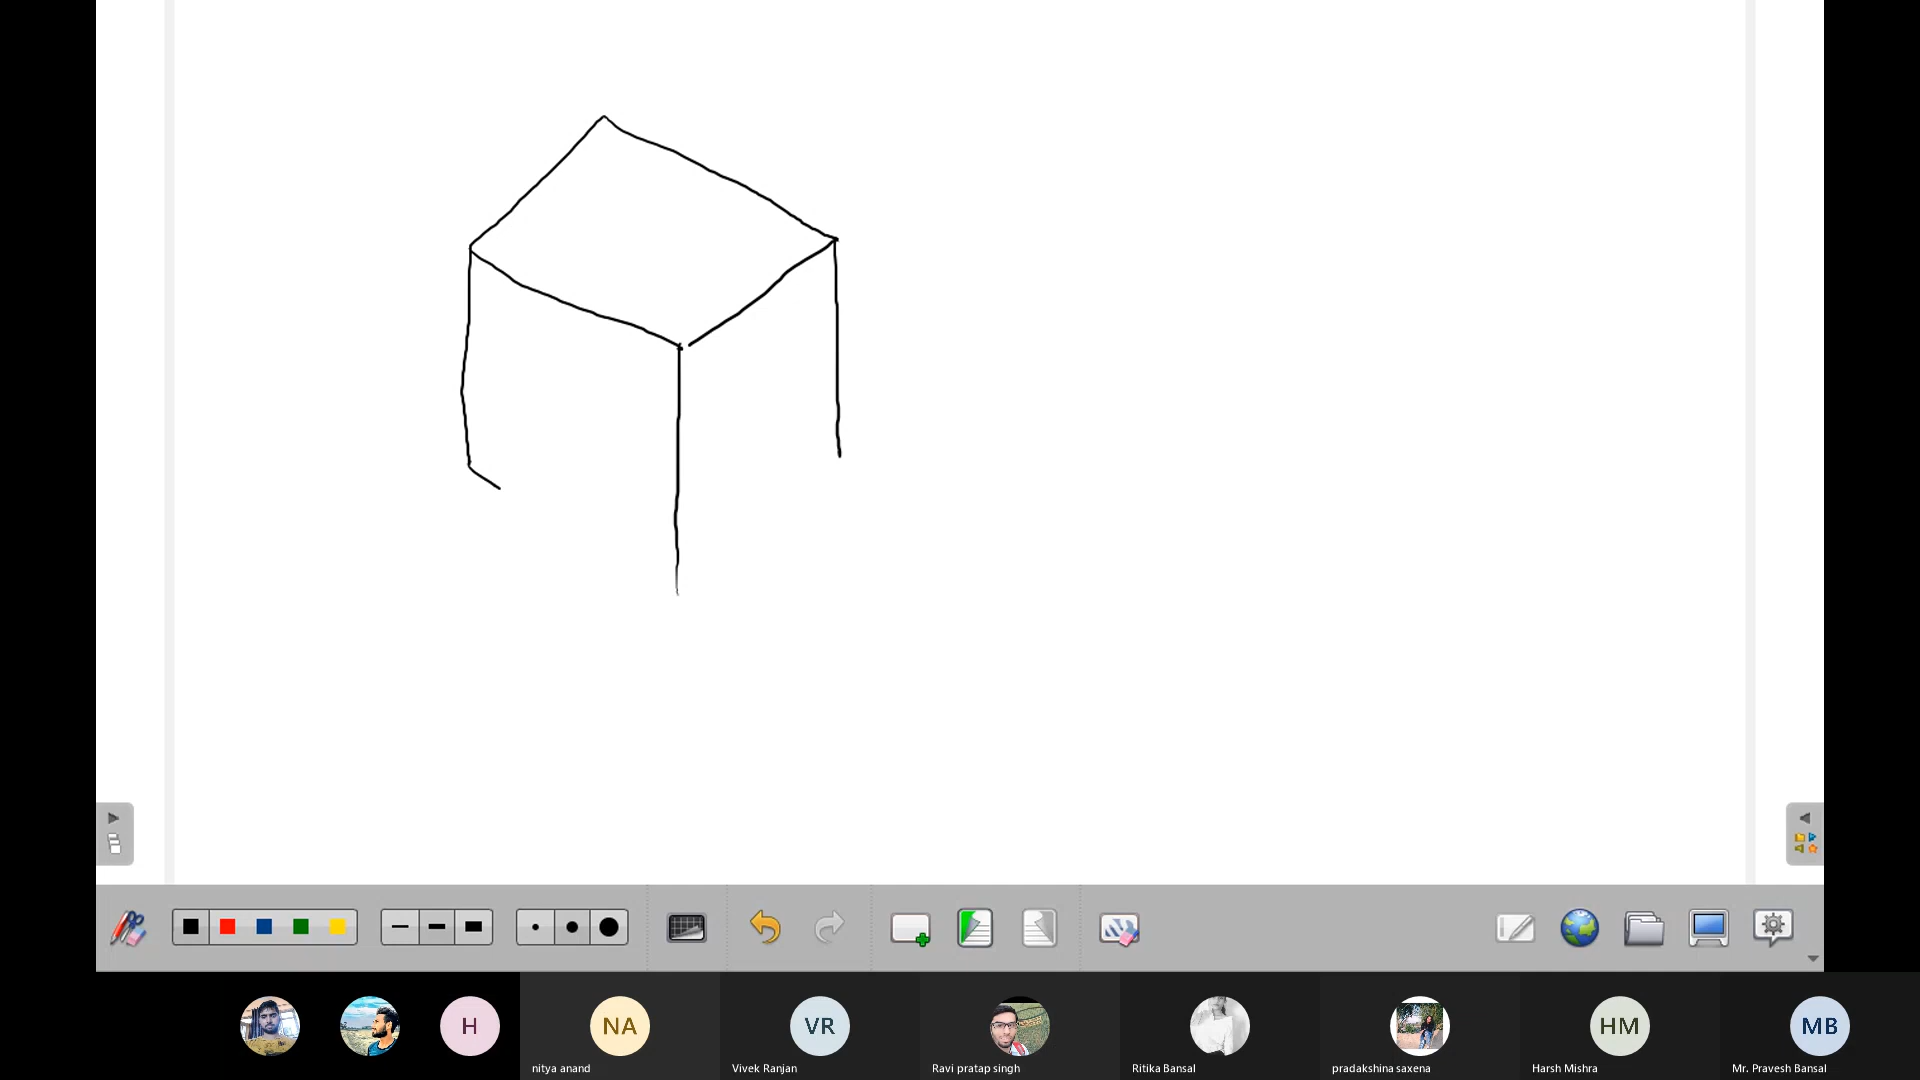 H
NA
VR
HM
MB
nitya anand
Vivek Ranjan
Ravi pratap singh
Ritika Bansal
pradakshina saxena
Harsh Mishra
Mr. Pravesh Bansal